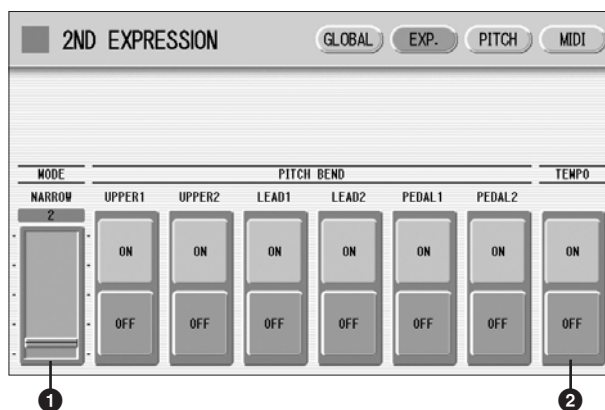 2ND EXPRESSION GLOBAL EXP. PITCH MIDI
MODE PITCH BEND TEMPO
NARROW UPPER1 UPPER2 LEAD1 LEAD2 PEDAL1 PEDAL2
2
ON ON ON ON ON ON ON
OFF OFF OFF OFF OFF OFF OFF
1 2